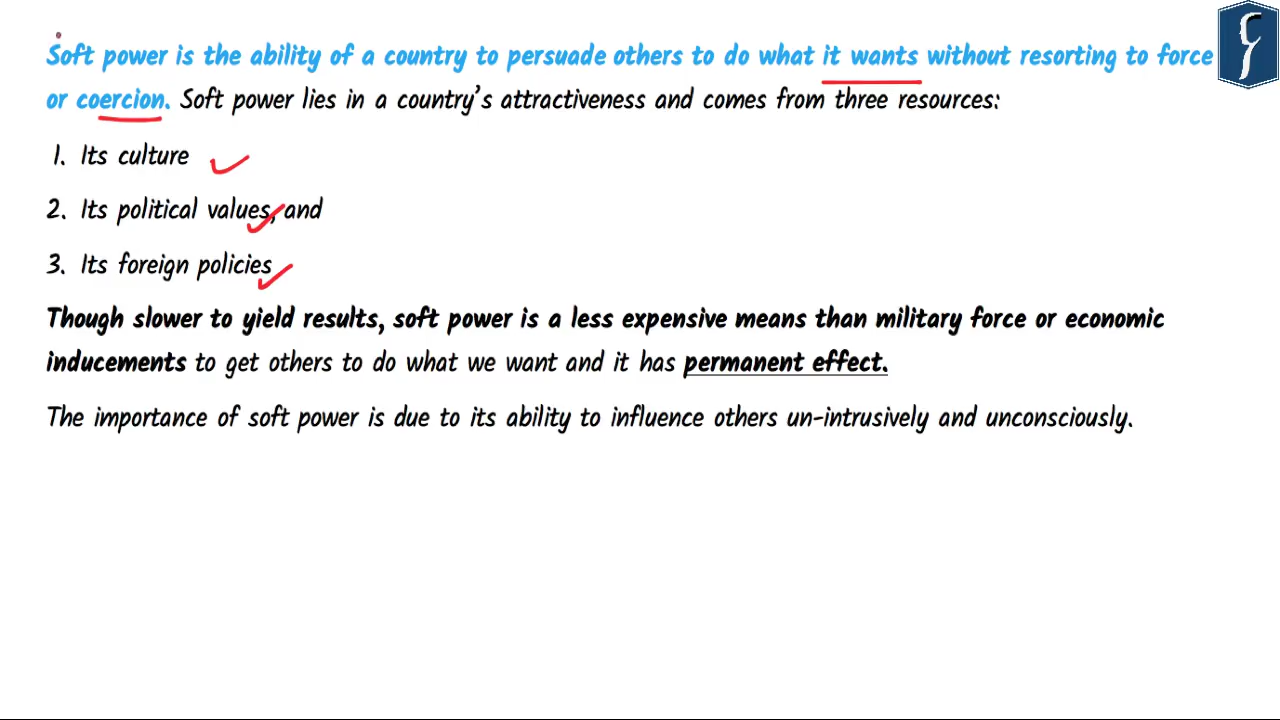 Soft power is the ability of a country to persuade others to do what it wants without resorting to force
or coercion. Soft power lies in a country's attractiveness and comes from three resources:
1. Its culture
2. Its political values, and
3. Its foreign policies
Though slower to yield results, soft power is a less expensive means than military force or economic
inducements to get others to do what we want and it has permanent effect.
The importance of soft power is due to its ability to influence others un-intrusively and unconsciously.